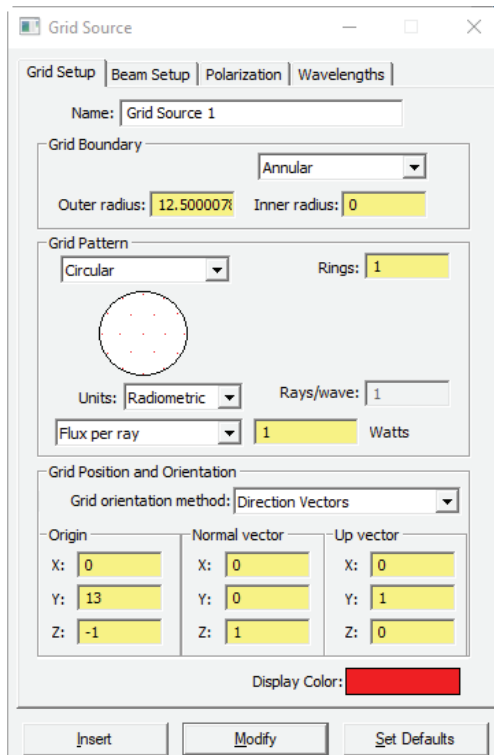 Grid Source
Grid Setup Beam Setup Polarization Wavelengths
Name: Grid Source 1
Grid Boundary
Annular
Outer radius: 12.5000078 Inner radius: 0
Grid Pattern
Circular Rings: 1
Units: Radiometric Rays/wave: 1
Flux per ray 1 Watts
Grid Position and Orientation
Grid orientation method: Direction Vectors
Origin Normal vector Up vector
X: 0 X: 0 X: 0
Y: 13 Y: 0 Y: 1
Z: -1 Z: 1 Z: 0
Display Color:
Insert Modify Set Defaults